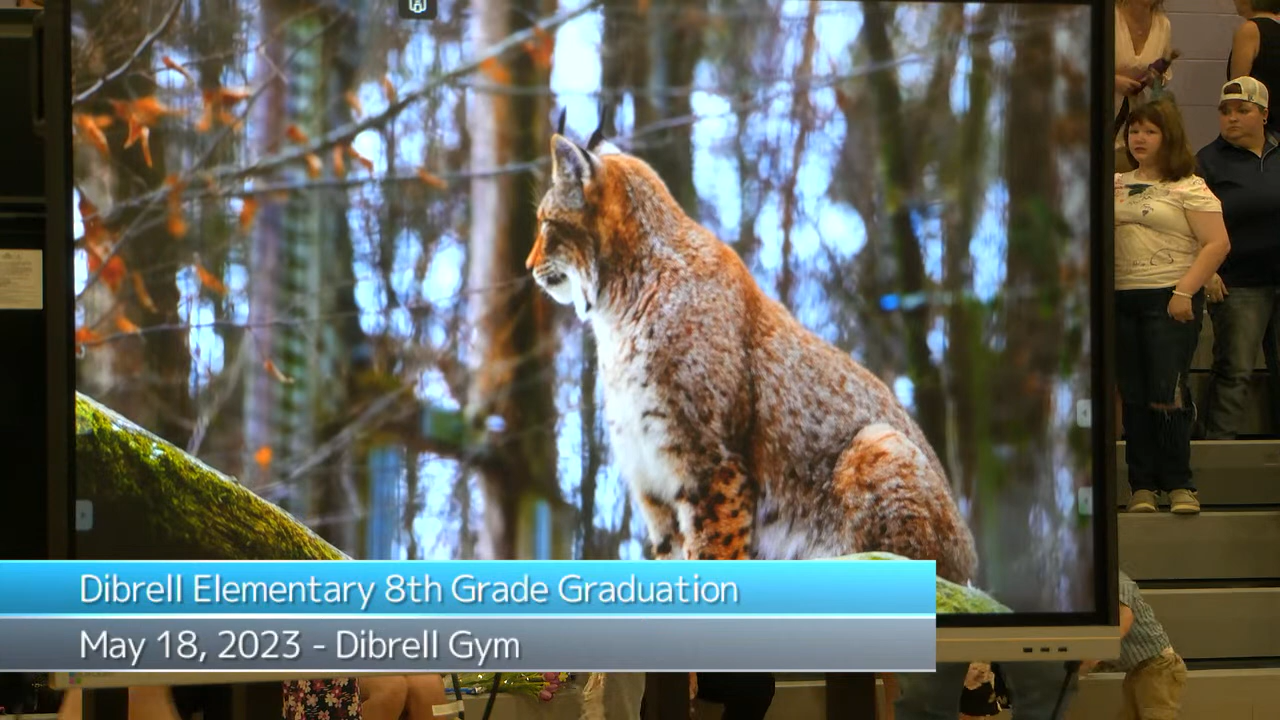 Dibrell Elementary 8th Grade Graduation
May 18, 2023 - Dibrell Gym